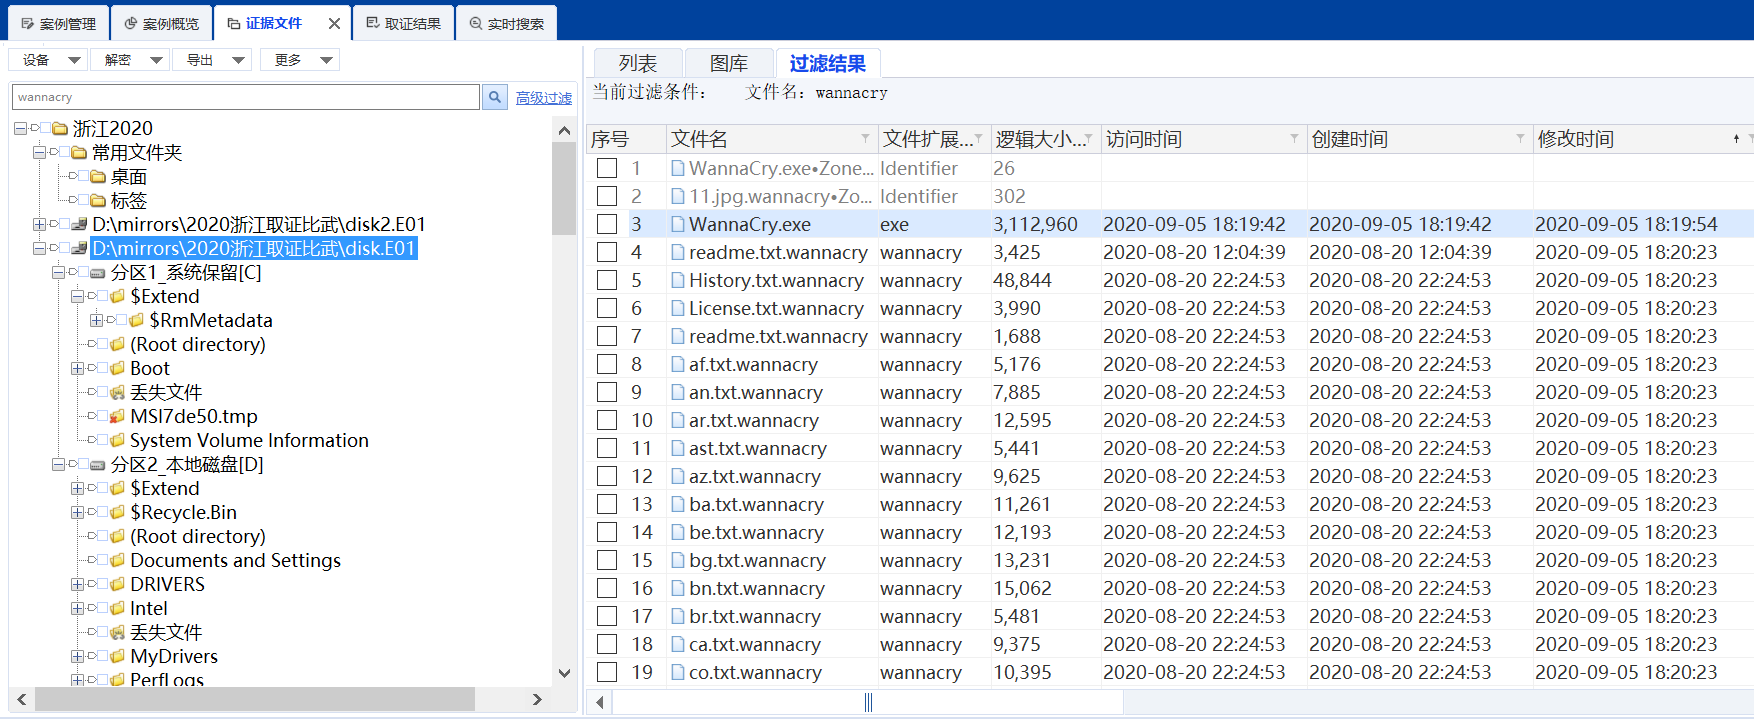 案例管理 案例概览 证据文件 取证结果 实时搜索
设备 解密 导出 更多
wannacry 高级过滤
浙江2020
常用文件夹
桌面
标签
D:\mirrors\2020浙江取证比武\disk2.E01
D:\mirrors\2020浙江取证比武\disk.E01
分区1_系统保留[C]
$Extend
$RmMetadata
(Root directory)
Boot
丢失文件
MSI7de50.tmp
System Volume Information
分区2_本地磁盘[D]
$Extend
$Recycle.Bin
(Root directory)
Documents and Settings
DRIVERS
Intel
丢失文件
MyDrivers
PerfLogs
列表 图库 过滤结果
当前过滤条件: 文件名: wannacry
序号 文件名 文件扩展... 逻辑大小... 访问时间 创建时间 修改时间
1 WannaCry.exe•Zone... Identifier 26
2 11.jpg.wannacry•Zo... Identifier 302
3 WannaCry.exe exe 3,112,960 2020-09-05 18:19:42 2020-09-05 18:19:42 2020-09-05 18:19:54
4 readme.txt.wannacry wannacry 3,425 2020-08-20 12:04:39 2020-08-20 12:04:39 2020-09-05 18:20:23
5 History.txt.wannacry wannacry 48,844 2020-08-20 22:24:53 2020-08-20 22:24:53 2020-09-05 18:20:23
6 License.txt.wannacry wannacry 3,990 2020-08-20 22:24:53 2020-08-20 22:24:53 2020-09-05 18:20:23
7 readme.txt.wannacry wannacry 1,688 2020-08-20 22:24:53 2020-08-20 22:24:53 2020-09-05 18:20:23
8 af.txt.wannacry wannacry 5,176 2020-08-20 22:24:53 2020-08-20 22:24:53 2020-09-05 18:20:23
9 an.txt.wannacry wannacry 7,885 2020-08-20 22:24:53 2020-08-20 22:24:53 2020-09-05 18:20:23
10 ar.txt.wannacry wannacry 12,595 2020-08-20 22:24:53 2020-08-20 22:24:53 2020-09-05 18:20:23
11 ast.txt.wannacry wannacry 5,441 2020-08-20 22:24:53 2020-08-20 22:24:53 2020-09-05 18:20:23
12 az.txt.wannacry wannacry 9,625 2020-08-20 22:24:53 2020-08-20 22:24:53 2020-09-05 18:20:23
13 ba.txt.wannacry wannacry 11,261 2020-08-20 22:24:53 2020-08-20 22:24:53 2020-09-05 18:20:23
14 be.txt.wannacry wannacry 12,193 2020-08-20 22:24:53 2020-08-20 22:24:53 2020-09-05 18:20:23
15 bg.txt.wannacry wannacry 13,231 2020-08-20 22:24:53 2020-08-20 22:24:53 2020-09-05 18:20:23
16 bn.txt.wannacry wannacry 15,062 2020-08-20 22:24:53 2020-08-20 22:24:53 2020-09-05 18:20:23
17 br.txt.wannacry wannacry 5,481 2020-08-20 22:24:53 2020-08-20 22:24:53 2020-09-05 18:20:23
18 ca.txt.wannacry wannacry 9,375 2020-08-20 22:24:53 2020-08-20 22:24:53 2020-09-05 18:20:23
19 co.txt.wannacry wannacry 10,395 2020-08-20 22:24:53 2020-08-20 22:24:53 2020-09-05 18:20:23